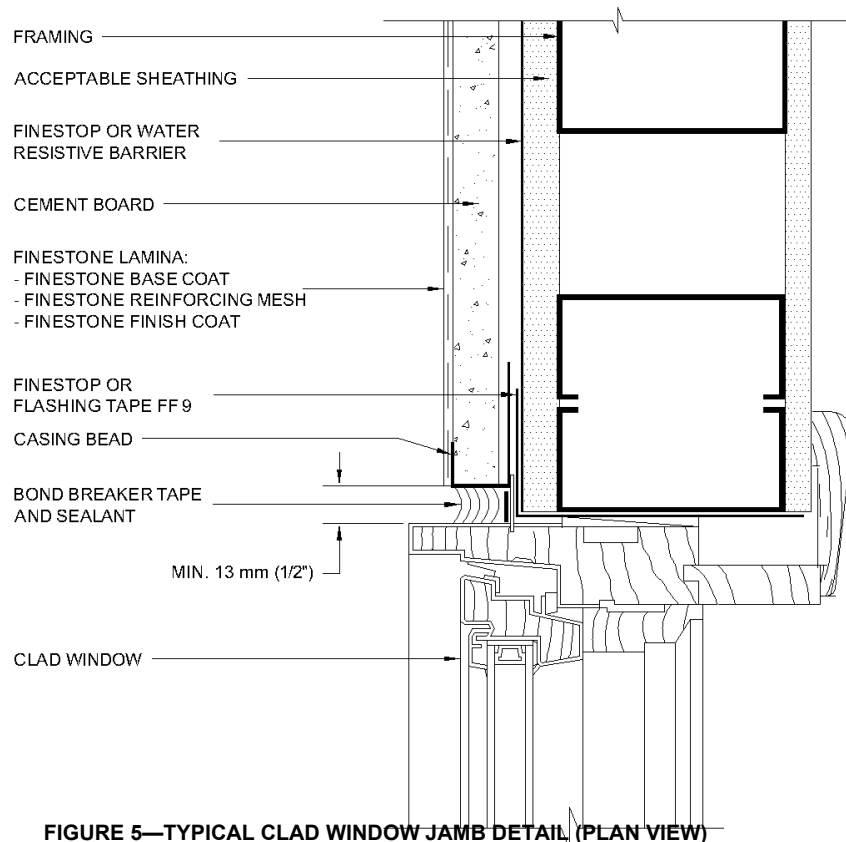 FRAMING
ACCEPTABLE SHEATHING
FINESTOP OR WATER
RESISTIVE BARRIER
CEMENT BOARD
FINESTONE LAMINA:
- FINESTONE BASE COAT
- FINESTONE REINFORCING MESH
- FINESTONE FINISH COAT
FINESTOP OR
FLASHING TAPE FF 9
CASING BEAD
BOND BREAKER TAPE
AND SEALANT
MIN. 13 mm (1/2")
CLAD WINDOW
FIGURE 5—TYPICAL CLAD WINDOW JAMB DETAIL (PLAN VIEW)